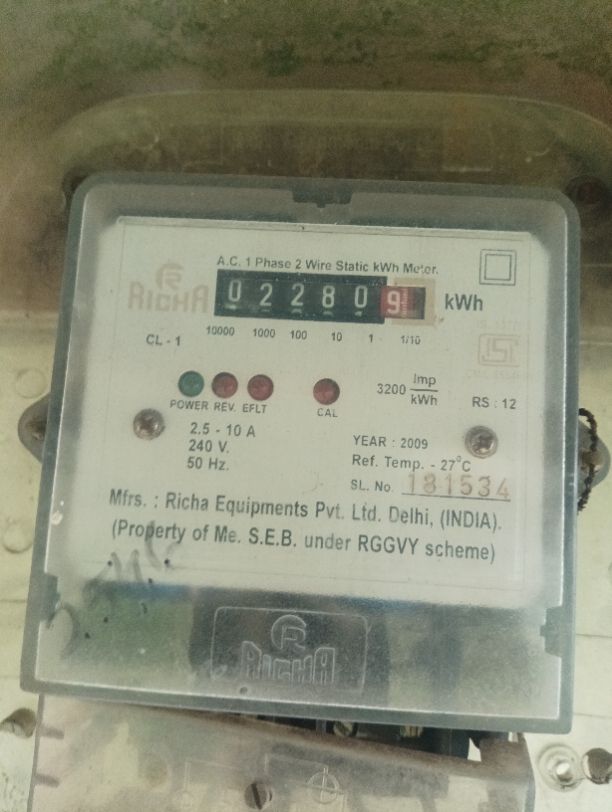 A.C. 1 Phase 2 Wire Static kWh Meter.
RICHA
0 2 2 8 0 9 kWh
10000 1000 100 10 1 1/10
CL - 1
3200 Imp/kWh
RS : 12
POWER REV. EFLT CAL
2.5 - 10 A
240 V.
50 Hz.
YEAR : 2009
Ref. Temp. - 27°C
SL. No. 181534
Mfrs. : Richa Equipments Pvt. Ltd. Delhi, (INDIA).
(Property of Me. S.E.B. under RGGVY scheme)
RICHA